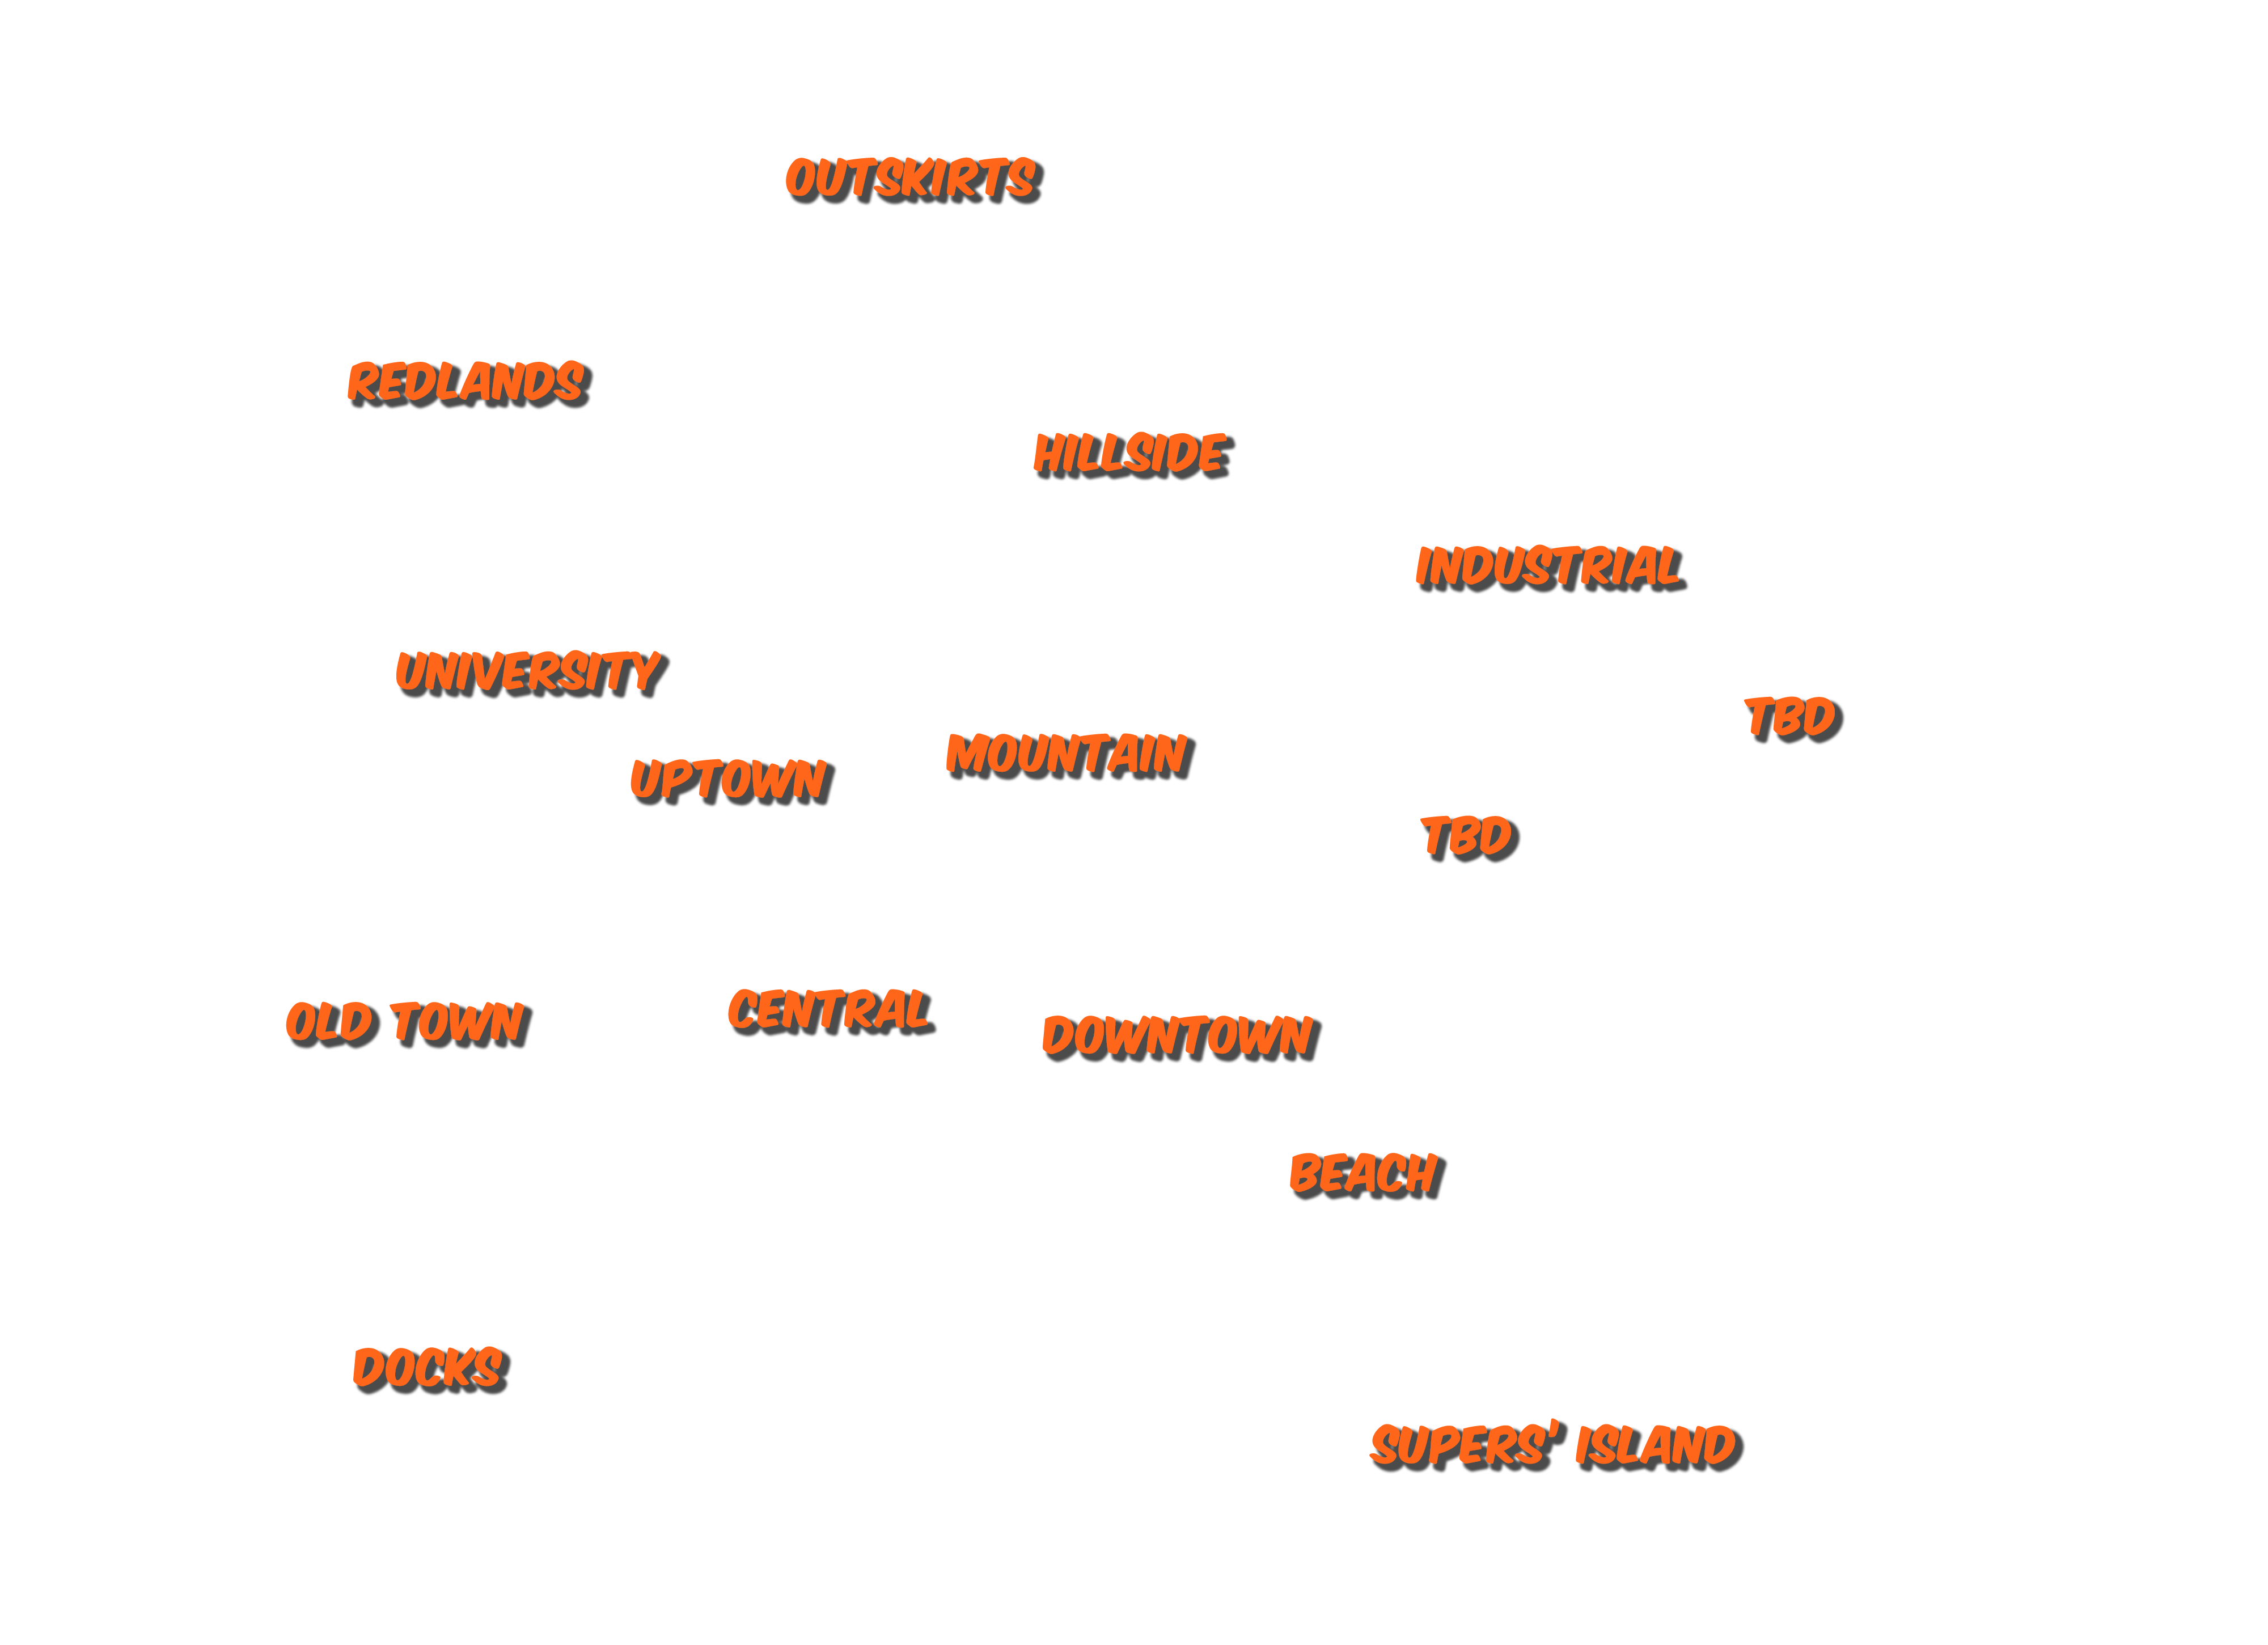 OUTSKIRTS
REDLANDS
HILLSIDE
INDUSTRIAL
UNIVERSITY
TBD
MOUNTAIN
UPTOWN
TBD
OLD TOWN
CENTRAL
DOWNTOWN
BEACH
DOCKS
SUPERS' ISLAND